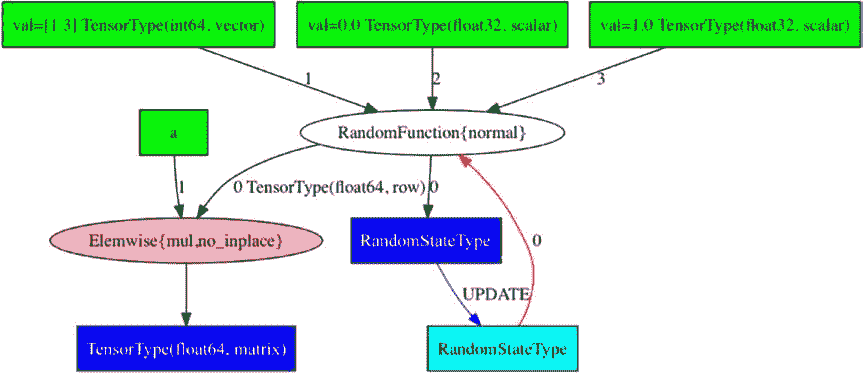 val=[1 3] TensorType(int64, vector)
val=0.0 TensorType(float32, scalar)
val=1.0 TensorType(float32, scalar)
1
2
3
a
RandomFunction{normal}
1
0 TensorType(float64, row)
0
Elemwise{mul,no_inplace}
RandomStateType
0
UPDATE
TensorType(float64, matrix)
RandomStateType